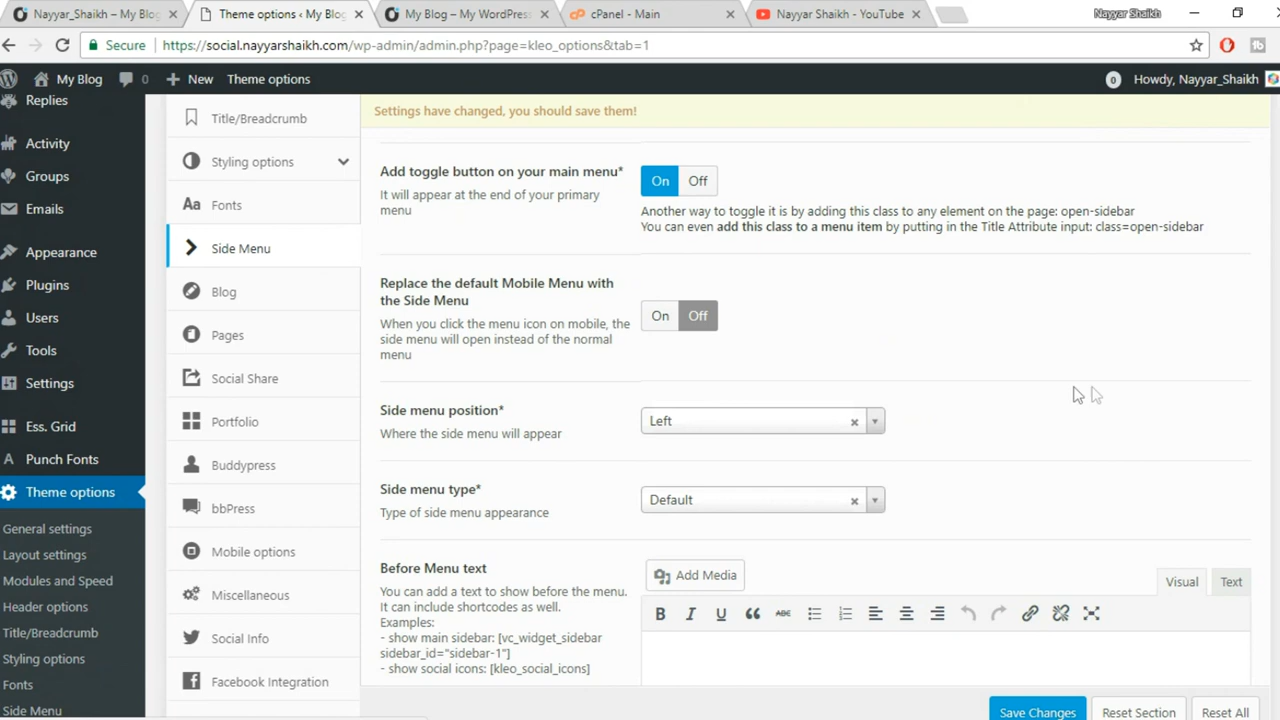 Nayyar_Shaikh – My Blog
Theme options ‹ My Blog
My Blog – My WordPress
cPanel - Main
Nayyar Shaikh - YouTube
Nayyar Shaikh
Secure
https://social.nayyarshaikh.com/wp-admin/admin.php?page=kleo_options&tab=1
My Blog
0
New
Theme options
0
Howdy, Nayyar_Shaikh
Replies
Activity
Groups
Emails
Appearance
Plugins
Users
Tools
Settings
Ess. Grid
Punch Fonts
Theme options
General settings
Layout settings
Modules and Speed
Header options
Title/Breadcrumb
Styling options
Fonts
Side Menu
Title/Breadcrumb
Styling options
Aa Fonts
Side Menu
Blog
Pages
Social Share
Portfolio
Buddypress
bbPress
Mobile options
Miscellaneous
Social Info
Facebook Integration
Settings have changed, you should save them!
Add toggle button on your main menu*
It will appear at the end of your primary
menu
On Off
Another way to toggle it is by adding this class to any element on the page: open-sidebar
You can even add this class to a menu item by putting in the Title Attribute input: class=open-sidebar
Replace the default Mobile Menu with
the Side Menu
When you click the menu icon on mobile, the
side menu will open instead of the normal
menu
On Off
Side menu position*
Where the side menu will appear
Left
Side menu type*
Type of side menu appearance
Default
Before Menu text
You can add a text to show before the menu.
It can include shortcodes as well.
Examples:
- show main sidebar: [vc_widget_sidebar
sidebar_id="sidebar-1"]
- show social icons: [kleo_social_icons]
Add Media
Visual Text
B I U ABC
Save Changes
Reset Section
Reset All